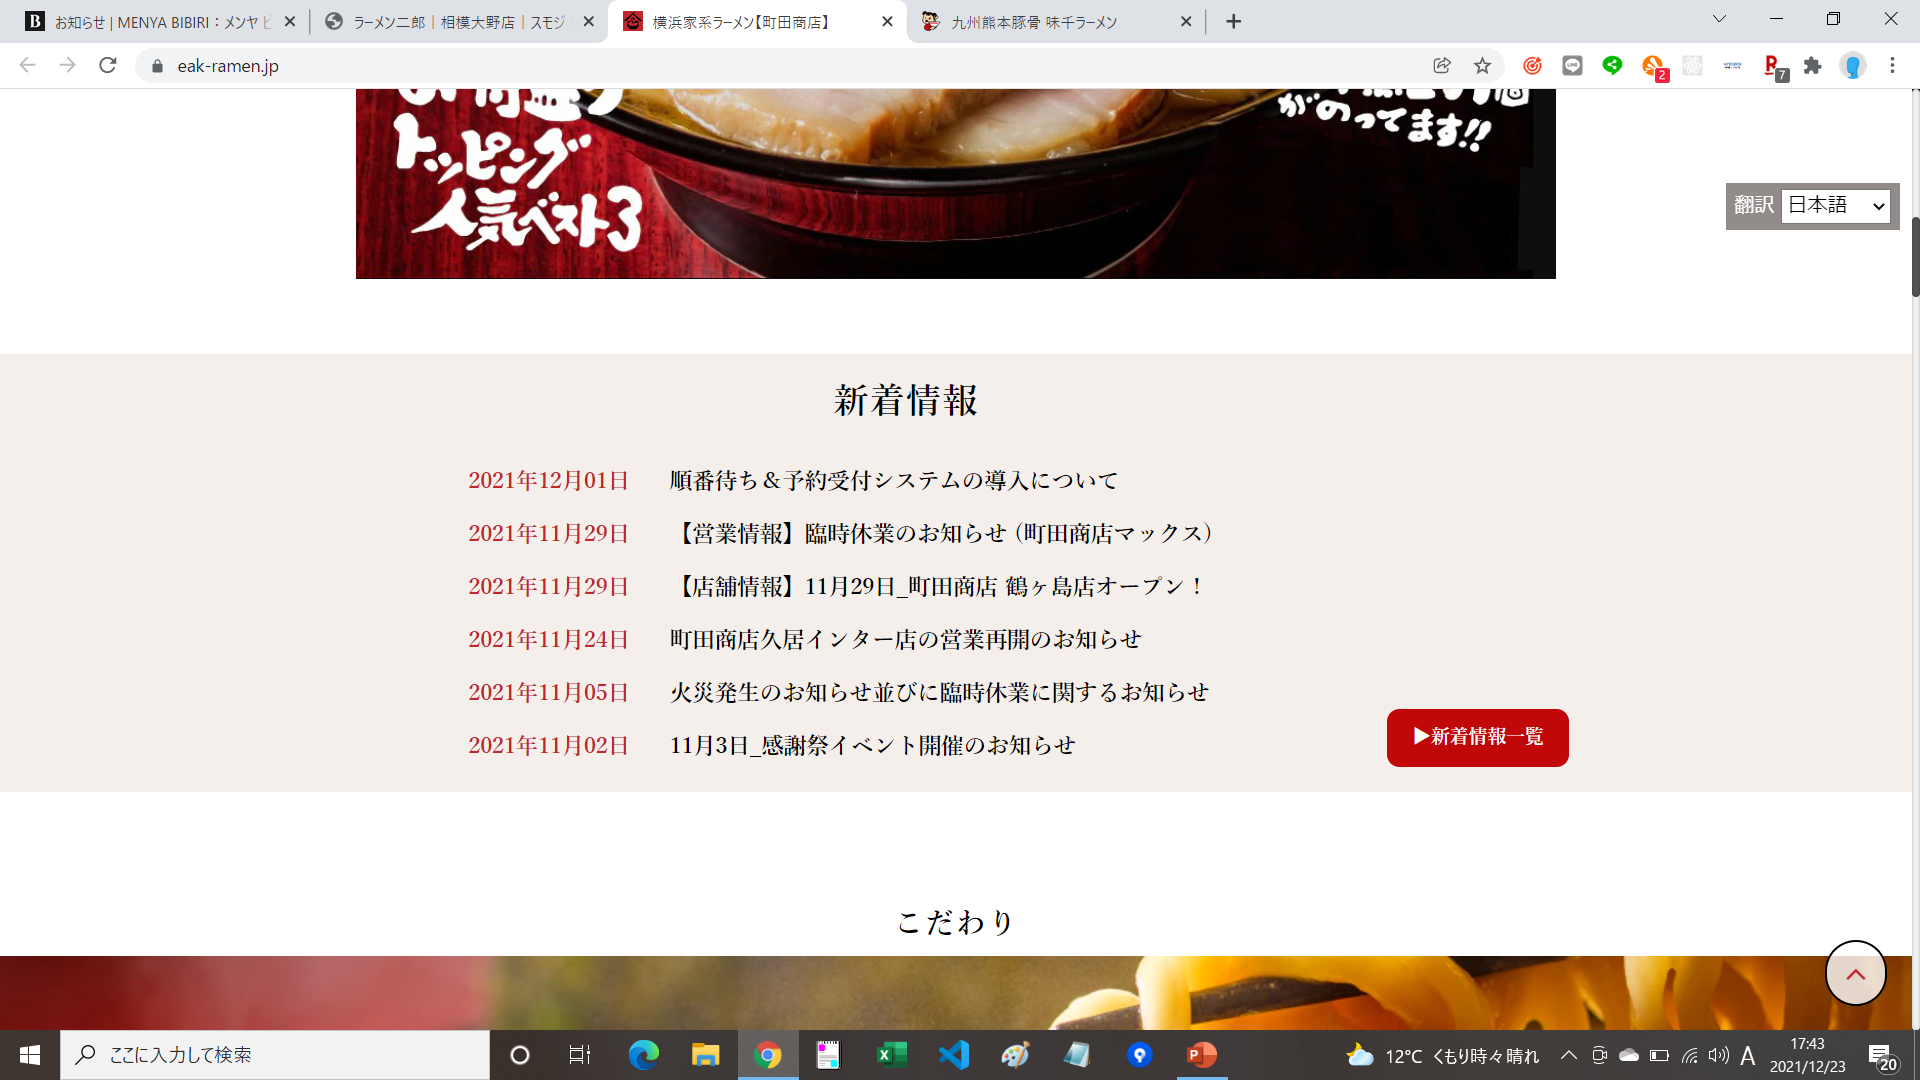 お知らせ | MENYA BIBIRI：メンヤ ビ
ラーメン二郎｜相模大野店｜スモジ
横浜家系ラーメン【町田商店】
九州熊本豚骨 味千ラーメン
eak-ramen.jp
2
7
トッピング
人気ベスト3
がのってます!!
翻訳 日本語
新着情報
2021年12月01日 順番待ち＆予約受付システムの導入について
2021年11月29日 【営業情報】臨時休業のお知らせ（町田商店マックス）
2021年11月29日 【店舗情報】11月29日_町田商店 鶴ヶ島店オープン！
2021年11月24日 町田商店久居インター店の営業再開のお知らせ
2021年11月05日 火災発生のお知らせ並びに臨時休業に関するお知らせ
2021年11月02日 11月3日_感謝祭イベント開催のお知らせ
▶新着情報一覧
こだわり
ここに入力して検索
12°C くもり時々晴れ
A
17:43
2021/12/23
20